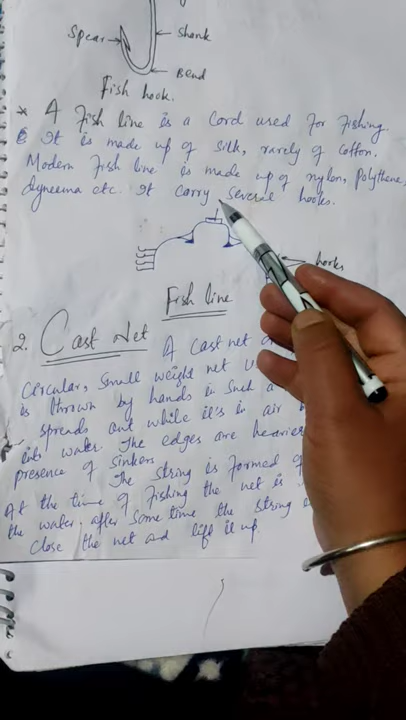 Spear
Shank
Bend
Fish hook.
* A Fish line is a Cord used For Fishing.
It is made up of Silk, rarely of Cotton.
Modern Fish line is made up of nylon, Polythene,
dyneema etc. It carry several hooks.
hooks
Fish line
2. Cast Net A Cast net
Circular, Small weight net
is thrown by hands in Such a
spreads out while it's in air
into water The edges are heavier
presence of Sinkers. The String is Formed of
At the time of Fishing the net is
the water, after Some time the String
Close the net and lift it up